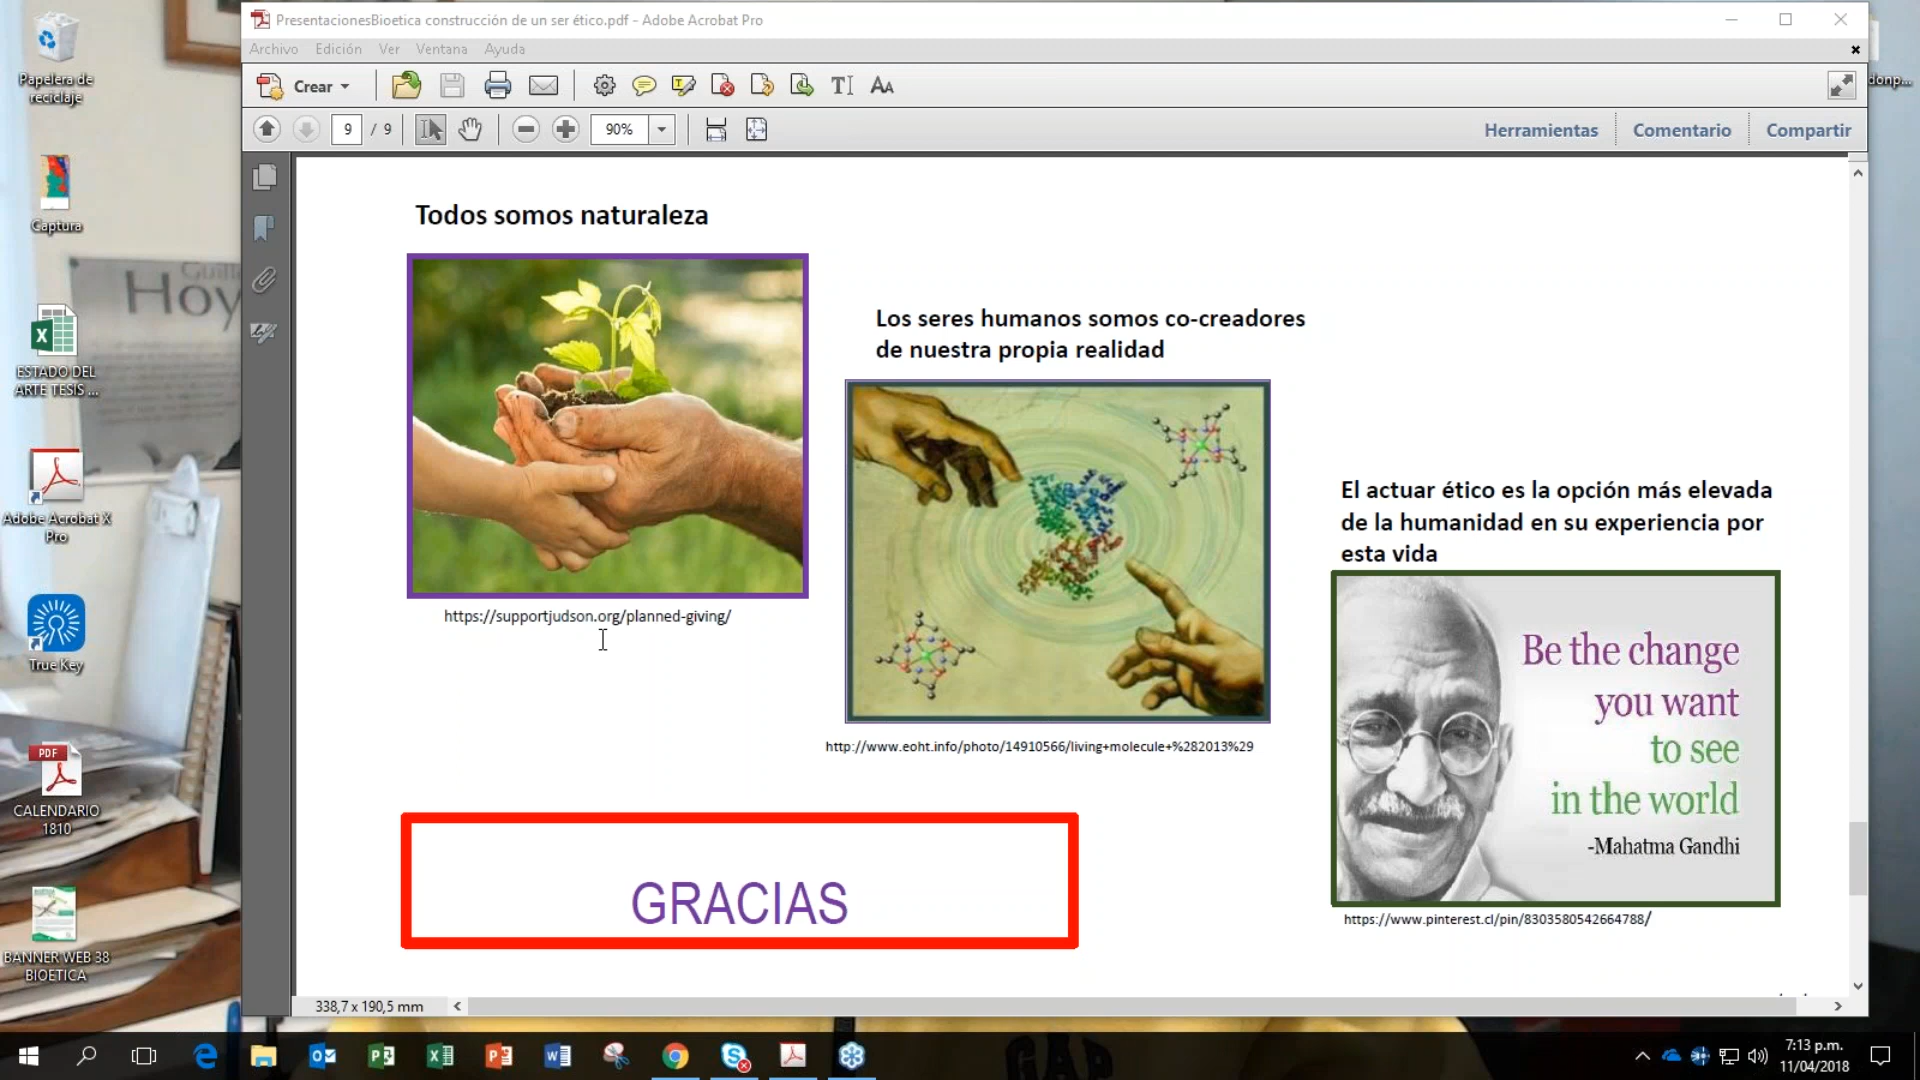 PresentacionesBioetica construcción de un ser ético.pdf - Adobe Acrobat Pro
Archivo Edición Ver Ventana Ayuda
Crear
9 / 9
90%
Herramientas Comentario Compartir
Papelera de
reciclaje
Captura
Hoy
ESTADO DEL
ARTE TESIS ...
Adobe Acrobat X
Pro
True Key
PDF
CALENDARIO
1810
BANNER WEB 38
BIOETICA
Todos somos naturaleza
https://supportjudson.org/planned-giving/
Los seres humanos somos co-creadores
de nuestra propia realidad
http://www.eoht.info/photo/14910566/living+molecule+%282013%29
El actuar ético es la opción más elevada
de la humanidad en su experiencia por
esta vida
Be the change
you want
to see
in the world
-Mahatma Gandhi
https://www.pinterest.cl/pin/8303580542664788/
GRACIAS
338,7 x 190,5 mm
GAP
7:13 p.m.
11/04/2018